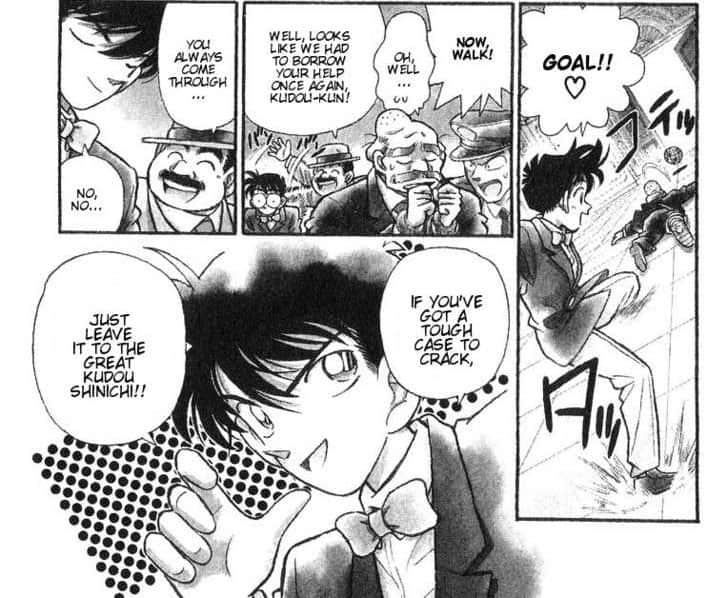 GOAL!!
♡
NOW,
WALK!
OH,
WELL
...
WELL, LOOKS
LIKE WE HAD
TO BORROW
YOUR HELP
ONCE AGAIN,
KUDOU-KUN!
YOU
ALWAYS
COME
THROUGH
...
NO,
NO...
IF YOU'VE
GOT A
TOUGH
CASE TO
CRACK,
JUST
LEAVE
IT TO THE
GREAT
KUDOU
SHINICHI!!